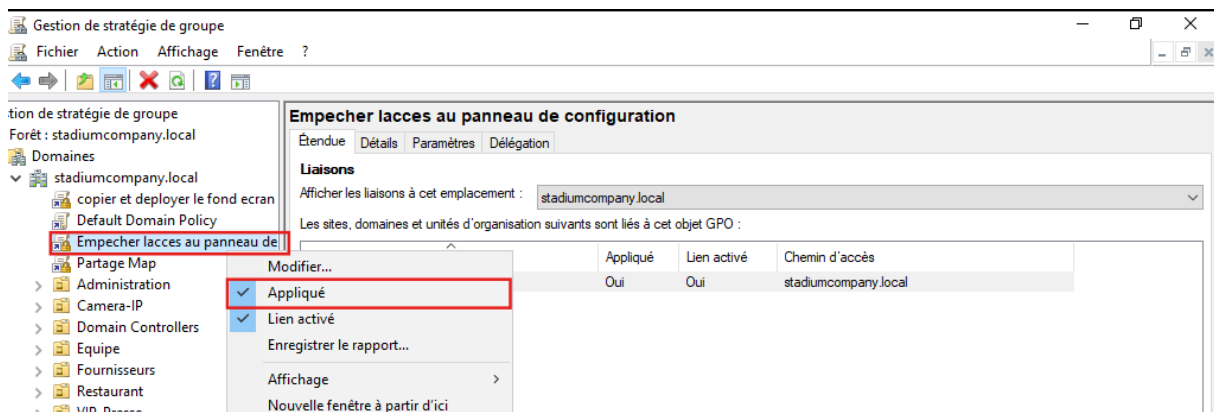 Gestion de stratégie de groupe
Fichier Action Affichage Fenêtre ?
tion de stratégie de groupe
Forêt : stadiumcompany.local
Domaines
stadiumcompany.local
copier et deployer le fond ecran
Default Domain Policy
Empecher lacces au panneau de
Partage Map
Administration
Camera-IP
Domain Controllers
Equipe
Fournisseurs
Restaurant
VIP-Presse
Modifier...
Appliqué
Lien activé
Enregistrer le rapport...
Affichage
Nouvelle fenêtre à partir d'ici
Empecher lacces au panneau de configuration
Étendue Détails Paramètres Délégation
Liaisons
Afficher les liaisons à cet emplacement : stadiumcompany.local
Les sites, domaines et unités d'organisation suivants sont liés à cet objet GPO :
Appliqué Lien activé Chemin d'accès
Oui Oui stadiumcompany.local